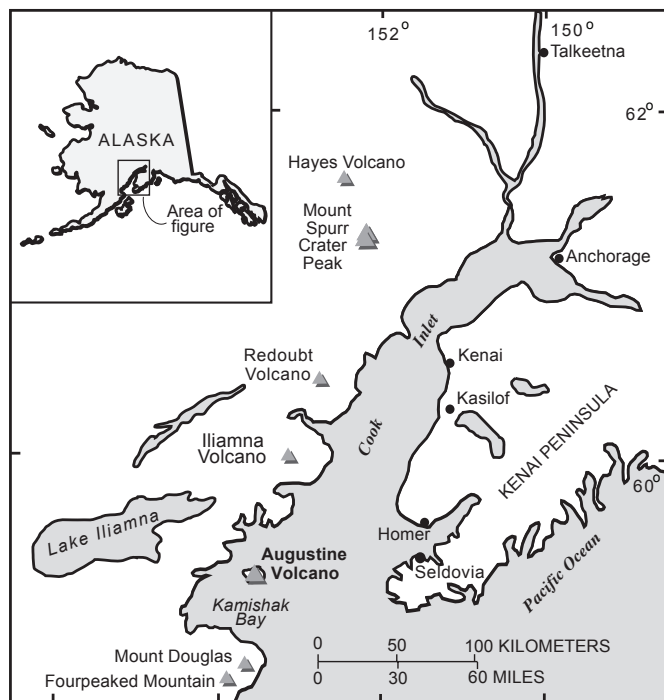 152°
150°
Talkeetna
62°
ALASKA
Area of
figure
Hayes Volcano
Mount
Spurr
Crater
Peak
Anchorage
Inlet
Kenai
Redoubt
Volcano
Kasilof
Cook
KENAI PENINSULA
Iliamna
Volcano
60°
Lake Iliamna
Homer
Augustine
Volcano
Seldovia
Pacific Ocean
Kamishak
Bay
0 50 100 KILOMETERS
0 30 60 MILES
Mount Douglas
Fourpeaked Mountain